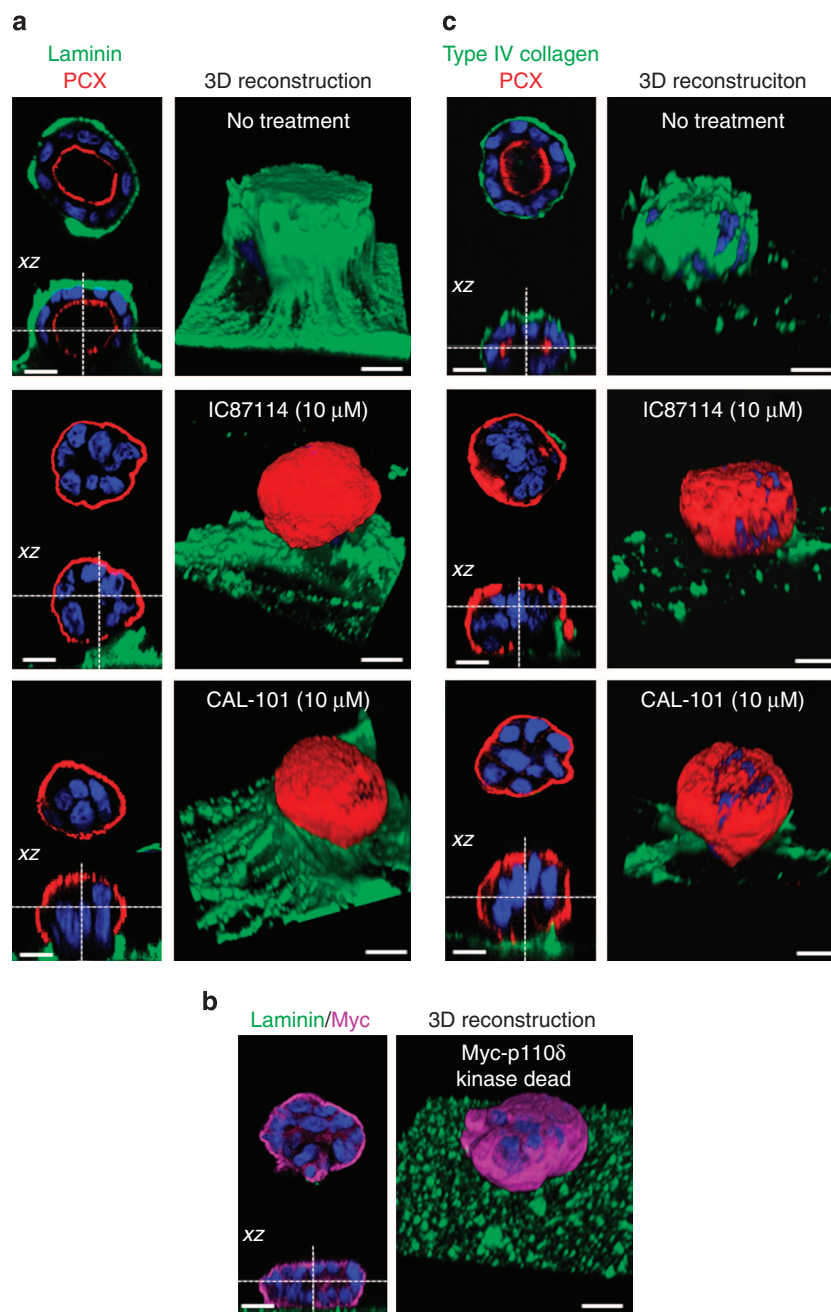 a
Laminin
PCX
3D reconstruction
No treatment
xz
IC87114 (10 μM)
xz
CAL-101 (10 μM)
xz
c
Type IV collagen
PCX
3D reconstruciton
No treatment
xz
IC87114 (10 μM)
xz
CAL-101 (10 μM)
xz
b
Laminin/Myc
3D reconstruction
Myc-p110δ
kinase dead
xz